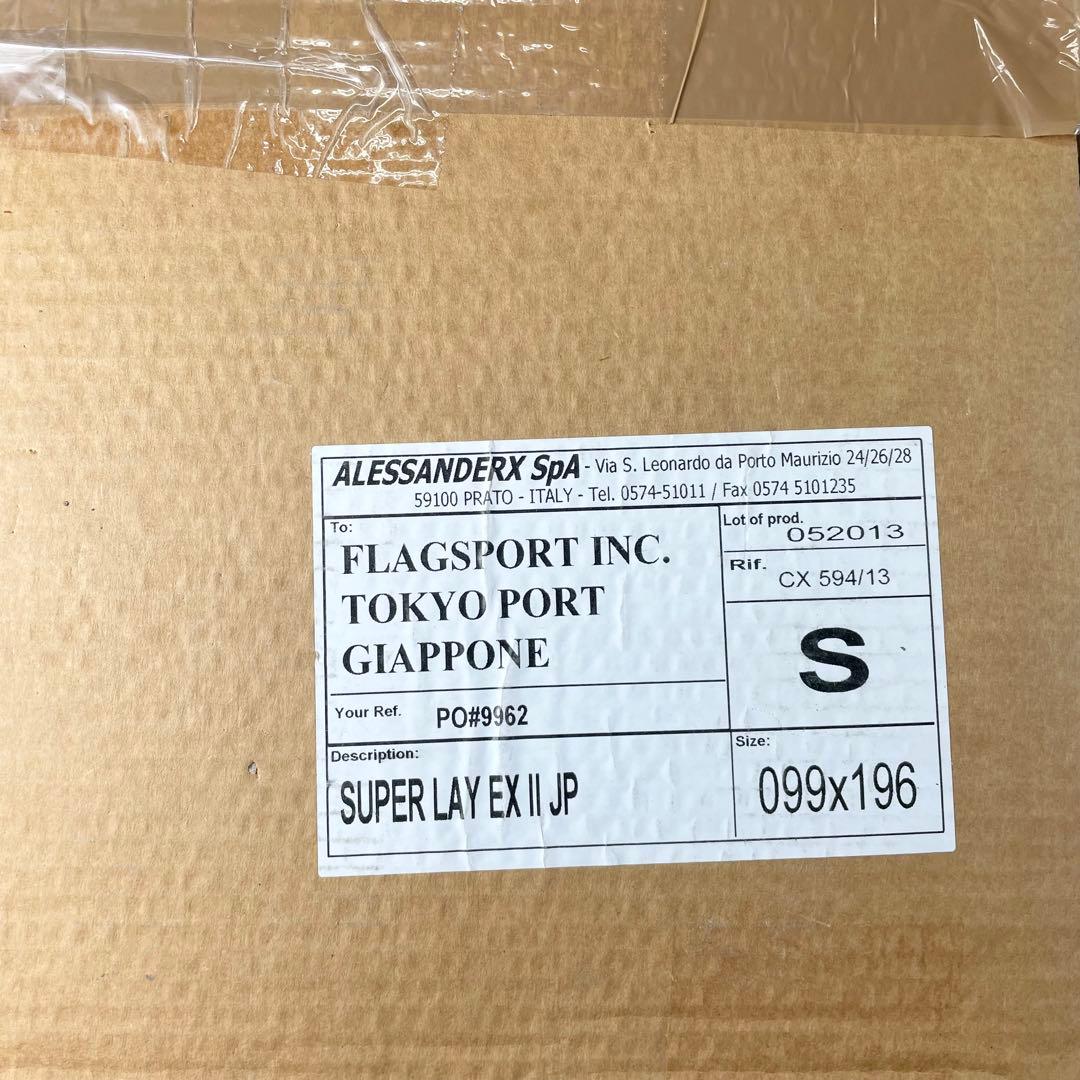 ALESSANDERX SpA - Via S. Leonardo da Porto Maurizio 24/26/28
59100 PRATO - ITALY - Tel. 0574-51011 / Fax 0574 5101235
To:
FLAGSPORT INC.
TOKYO PORT
GIAPPONE
Lot of prod.
052013
Rif. CX 594/13
S
Your Ref. PO#9962
Description:
SUPER LAY EX II JP
Size:
099x196